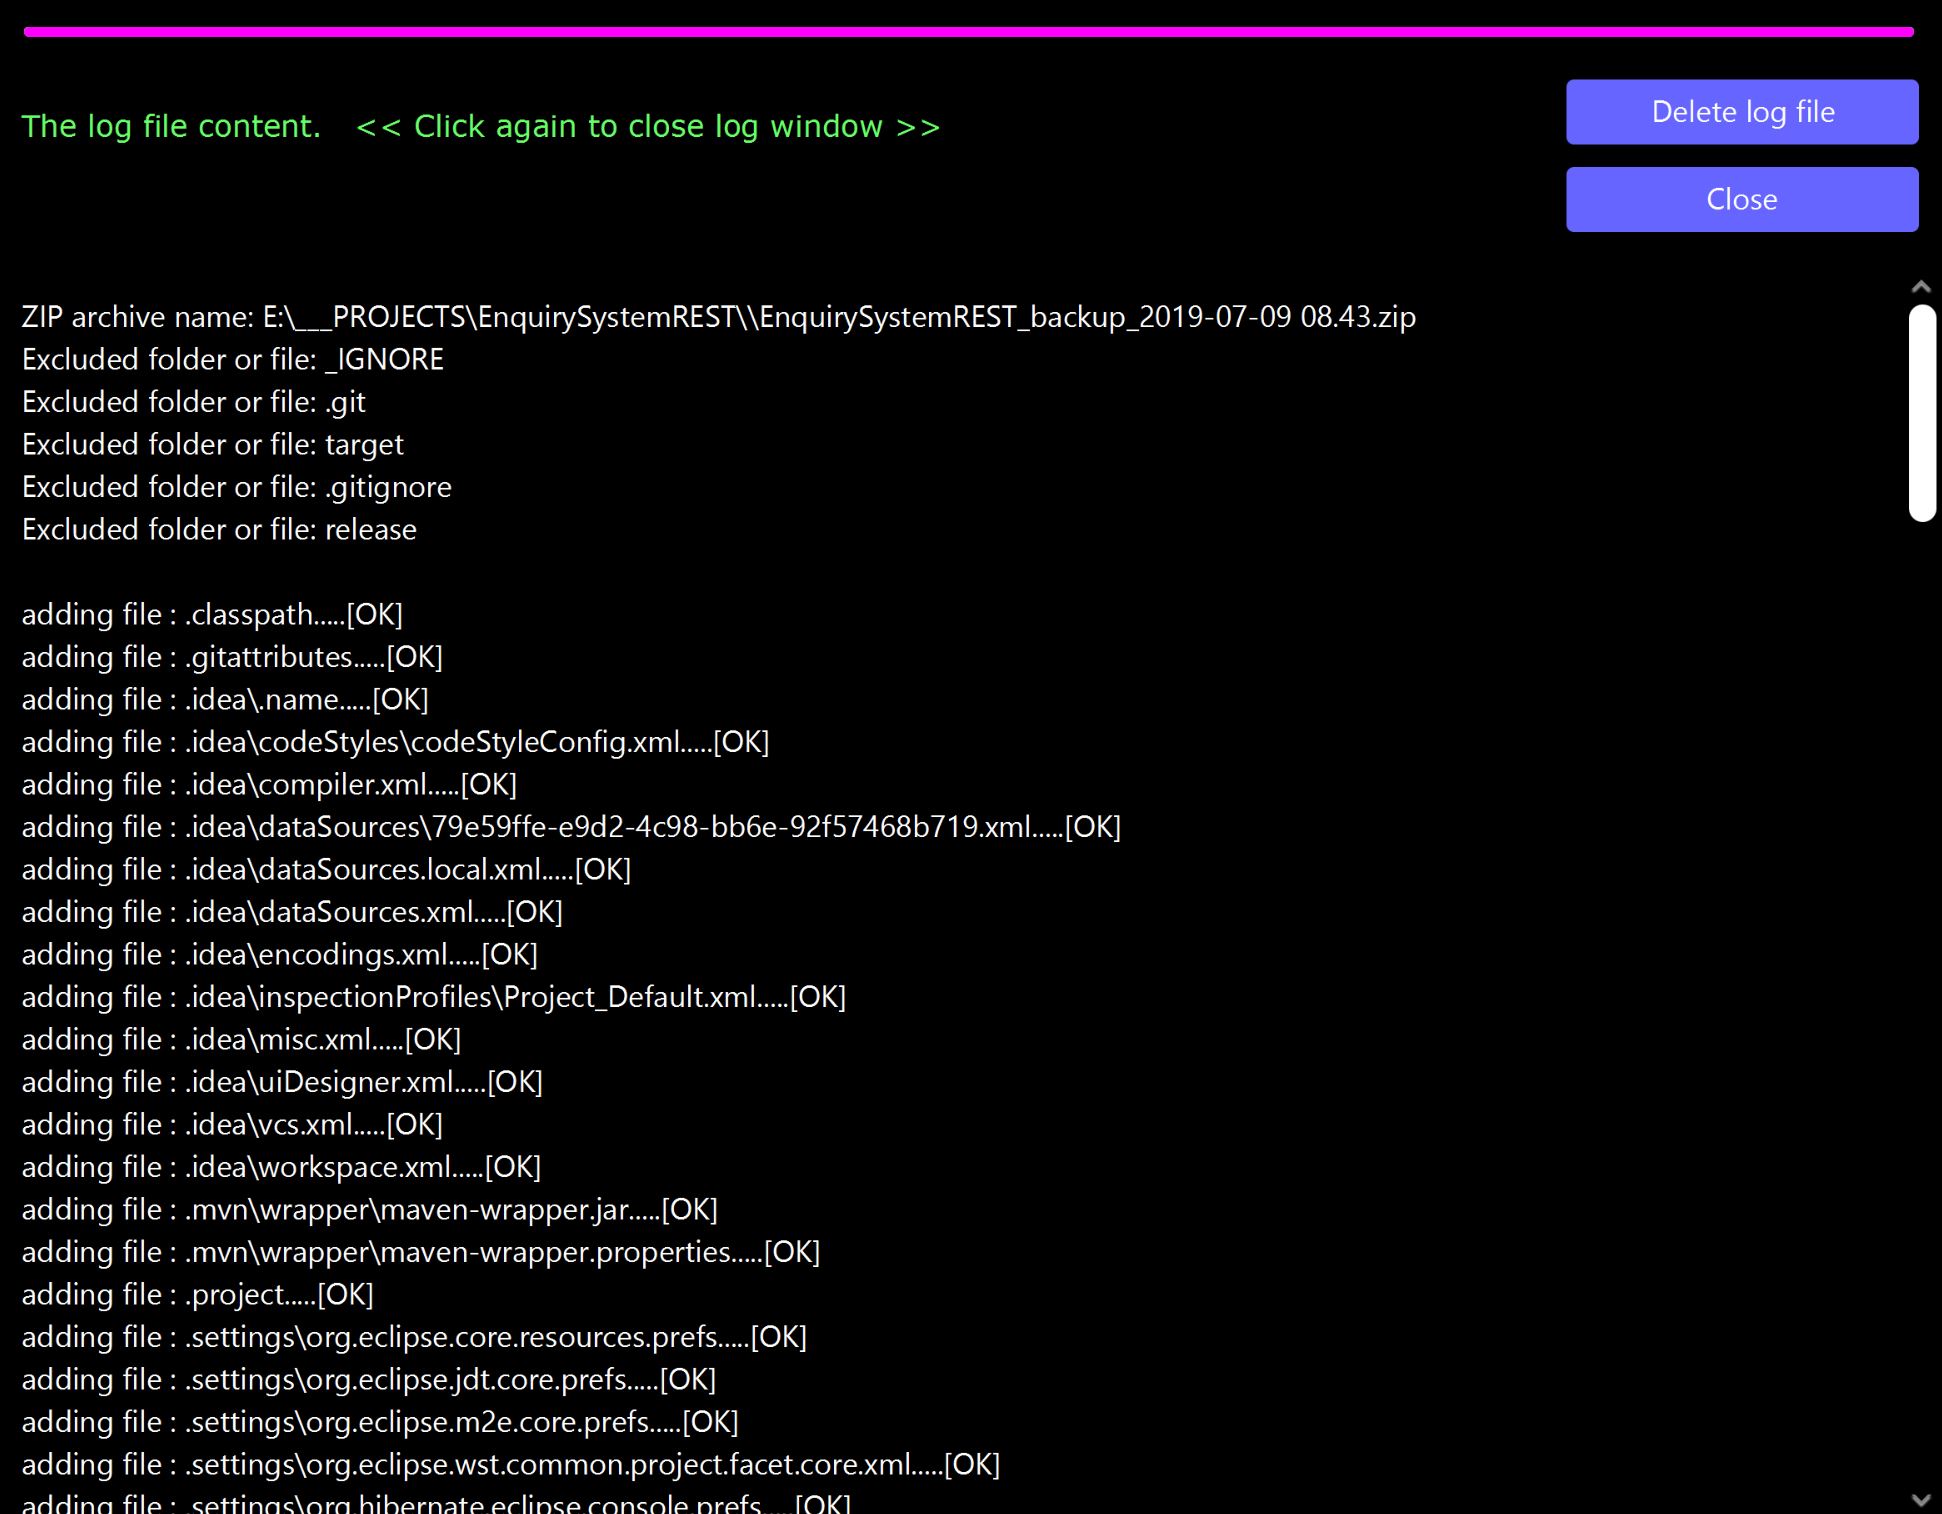 The log file content.   << Click again to close log window >>
Delete log file
Close
ZIP archive name: E:\___PROJECTS\EnquirySystemREST\\EnquirySystemREST_backup_2019-07-09 08.43.zip
Excluded folder or file: _IGNORE
Excluded folder or file: .git
Excluded folder or file: target
Excluded folder or file: .gitignore
Excluded folder or file: release
adding file : .classpath.....[OK]
adding file : .gitattributes.....[OK]
adding file : .idea\.name.....[OK]
adding file : .idea\codeStyles\codeStyleConfig.xml.....[OK]
adding file : .idea\compiler.xml.....[OK]
adding file : .idea\dataSources\79e59ffe-e9d2-4c98-bb6e-92f57468b719.xml.....[OK]
adding file : .idea\dataSources.local.xml.....[OK]
adding file : .idea\dataSources.xml.....[OK]
adding file : .idea\encodings.xml.....[OK]
adding file : .idea\inspectionProfiles\Project_Default.xml.....[OK]
adding file : .idea\misc.xml.....[OK]
adding file : .idea\uiDesigner.xml.....[OK]
adding file : .idea\vcs.xml.....[OK]
adding file : .idea\workspace.xml.....[OK]
adding file : .mvn\wrapper\maven-wrapper.jar.....[OK]
adding file : .mvn\wrapper\maven-wrapper.properties.....[OK]
adding file : .project.....[OK]
adding file : .settings\org.eclipse.core.resources.prefs.....[OK]
adding file : .settings\org.eclipse.jdt.core.prefs.....[OK]
adding file : .settings\org.eclipse.m2e.core.prefs.....[OK]
adding file : .settings\org.eclipse.wst.common.project.facet.core.xml.....[OK]
adding file : .settings\org.hibernate.eclipse.console.prefs.....[OK]